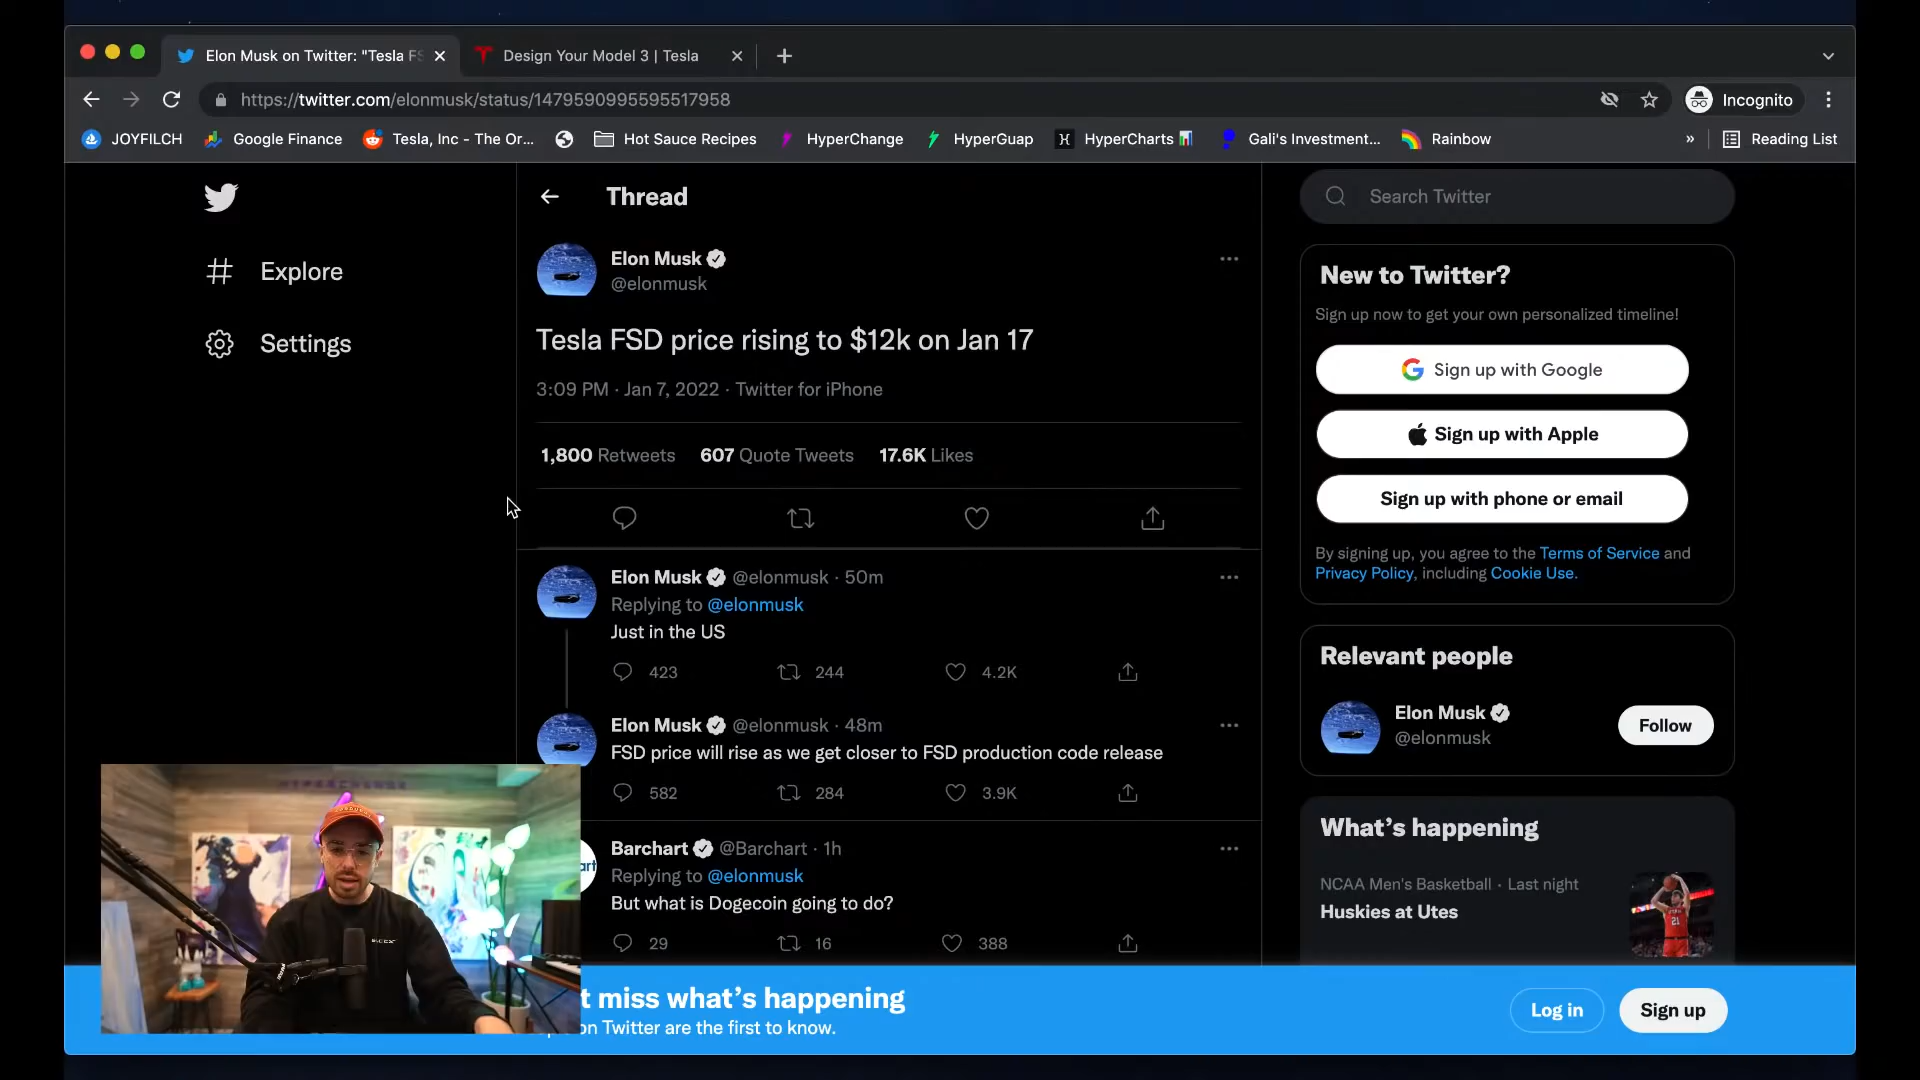 Elon Musk on Twitter: "Tesla FS
Design Your Model 3 | Tesla
https://twitter.com/elonmusk/status/1479590995595517958
Incognito
JOYFILCH
Google Finance
Tesla, Inc - The Or...
Hot Sauce Recipes
HyperChange
HyperGuap
HyperCharts
Gali's Investment...
Rainbow
»
Reading List
Explore
Settings
Thread
Elon Musk
@elonmusk
Tesla FSD price rising to $12k on Jan 17
3:09 PM · Jan 7, 2022 · Twitter for iPhone
1,800 Retweets 607 Quote Tweets 17.6K Likes
Elon Musk @elonmusk · 50m
Replying to @elonmusk
Just in the US
423 244 4.2K
Elon Musk @elonmusk · 48m
FSD price will rise as we get closer to FSD production code release
582 284 3.9K
Barchart @Barchart · 1h
Replying to @elonmusk
But what is Dogecoin going to do?
29 16 388
Search Twitter
New to Twitter?
Sign up now to get your own personalized timeline!
Sign up with Google
Sign up with Apple
Sign up with phone or email
By signing up, you agree to the Terms of Service and
Privacy Policy, including Cookie Use.
Relevant people
Elon Musk
@elonmusk
Follow
What's happening
NCAA Men's Basketball · Last night
Huskies at Utes
t miss what's happening
on Twitter are the first to know.
Log in
Sign up